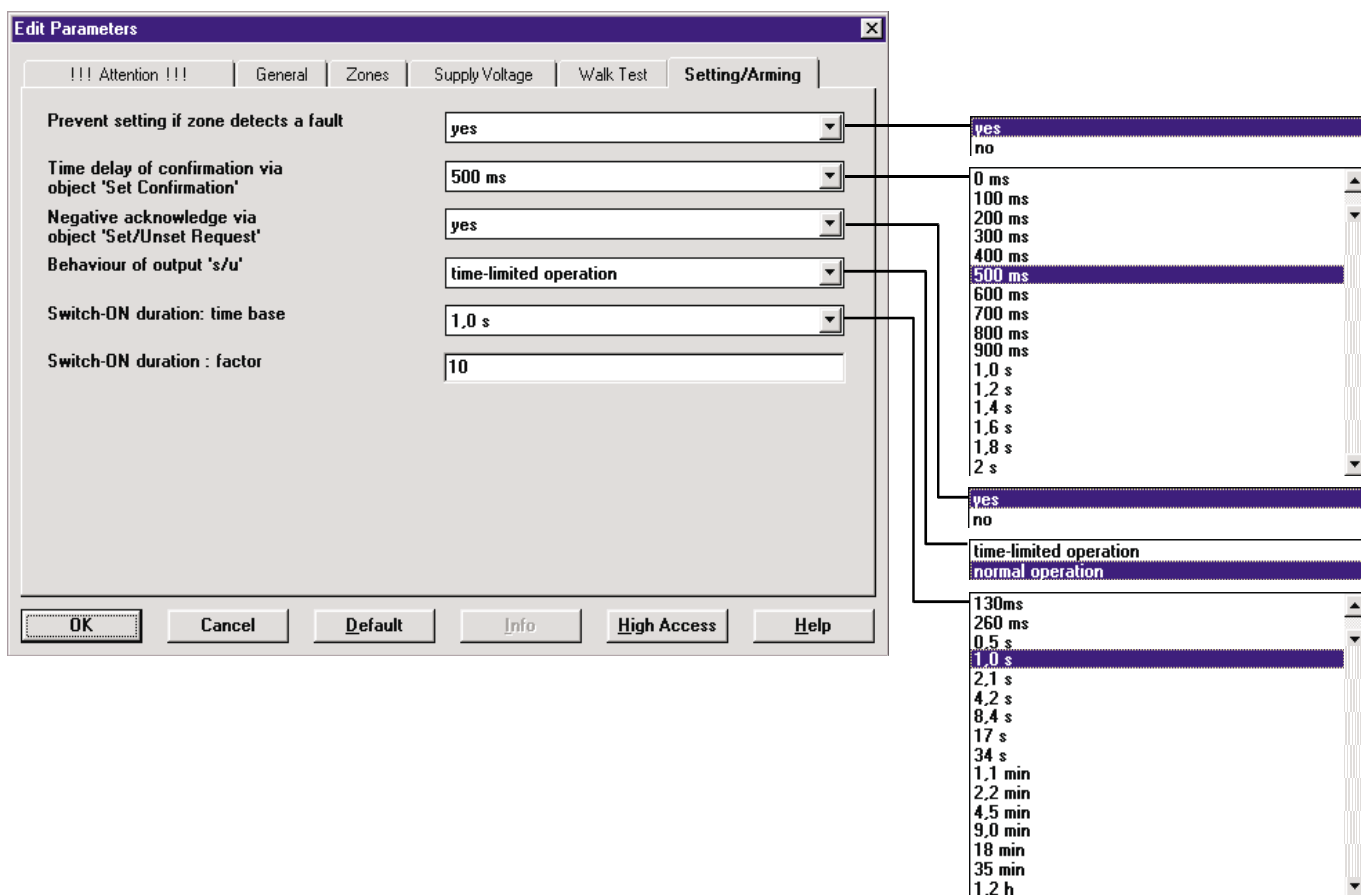 Edit Parameters
!!! Attention !!!
General
Zones
Supply Voltage
Walk Test
Setting/Arming
Prevent setting if zone detects a fault
yes
Time delay of confirmation via
object 'Set Confirmation'
500 ms
Negative acknowledge via
object 'Set/Unset Request'
yes
Behaviour of output 's/u'
time-limited operation
Switch-ON duration: time base
1,0 s
Switch-ON duration : factor
10
OK
Cancel
Default
Info
High Access
Help
yes
no
0 ms
100 ms
200 ms
300 ms
400 ms
500 ms
600 ms
700 ms
800 ms
900 ms
1,0 s
1,2 s
1,4 s
1,6 s
1,8 s
2 s
yes
no
time-limited operation
normal operation
130ms
260 ms
0,5 s
1,0 s
2,1 s
4,2 s
8,4 s
17 s
34 s
1,1 min
2,2 min
4,5 min
9,0 min
18 min
35 min
1,2 h